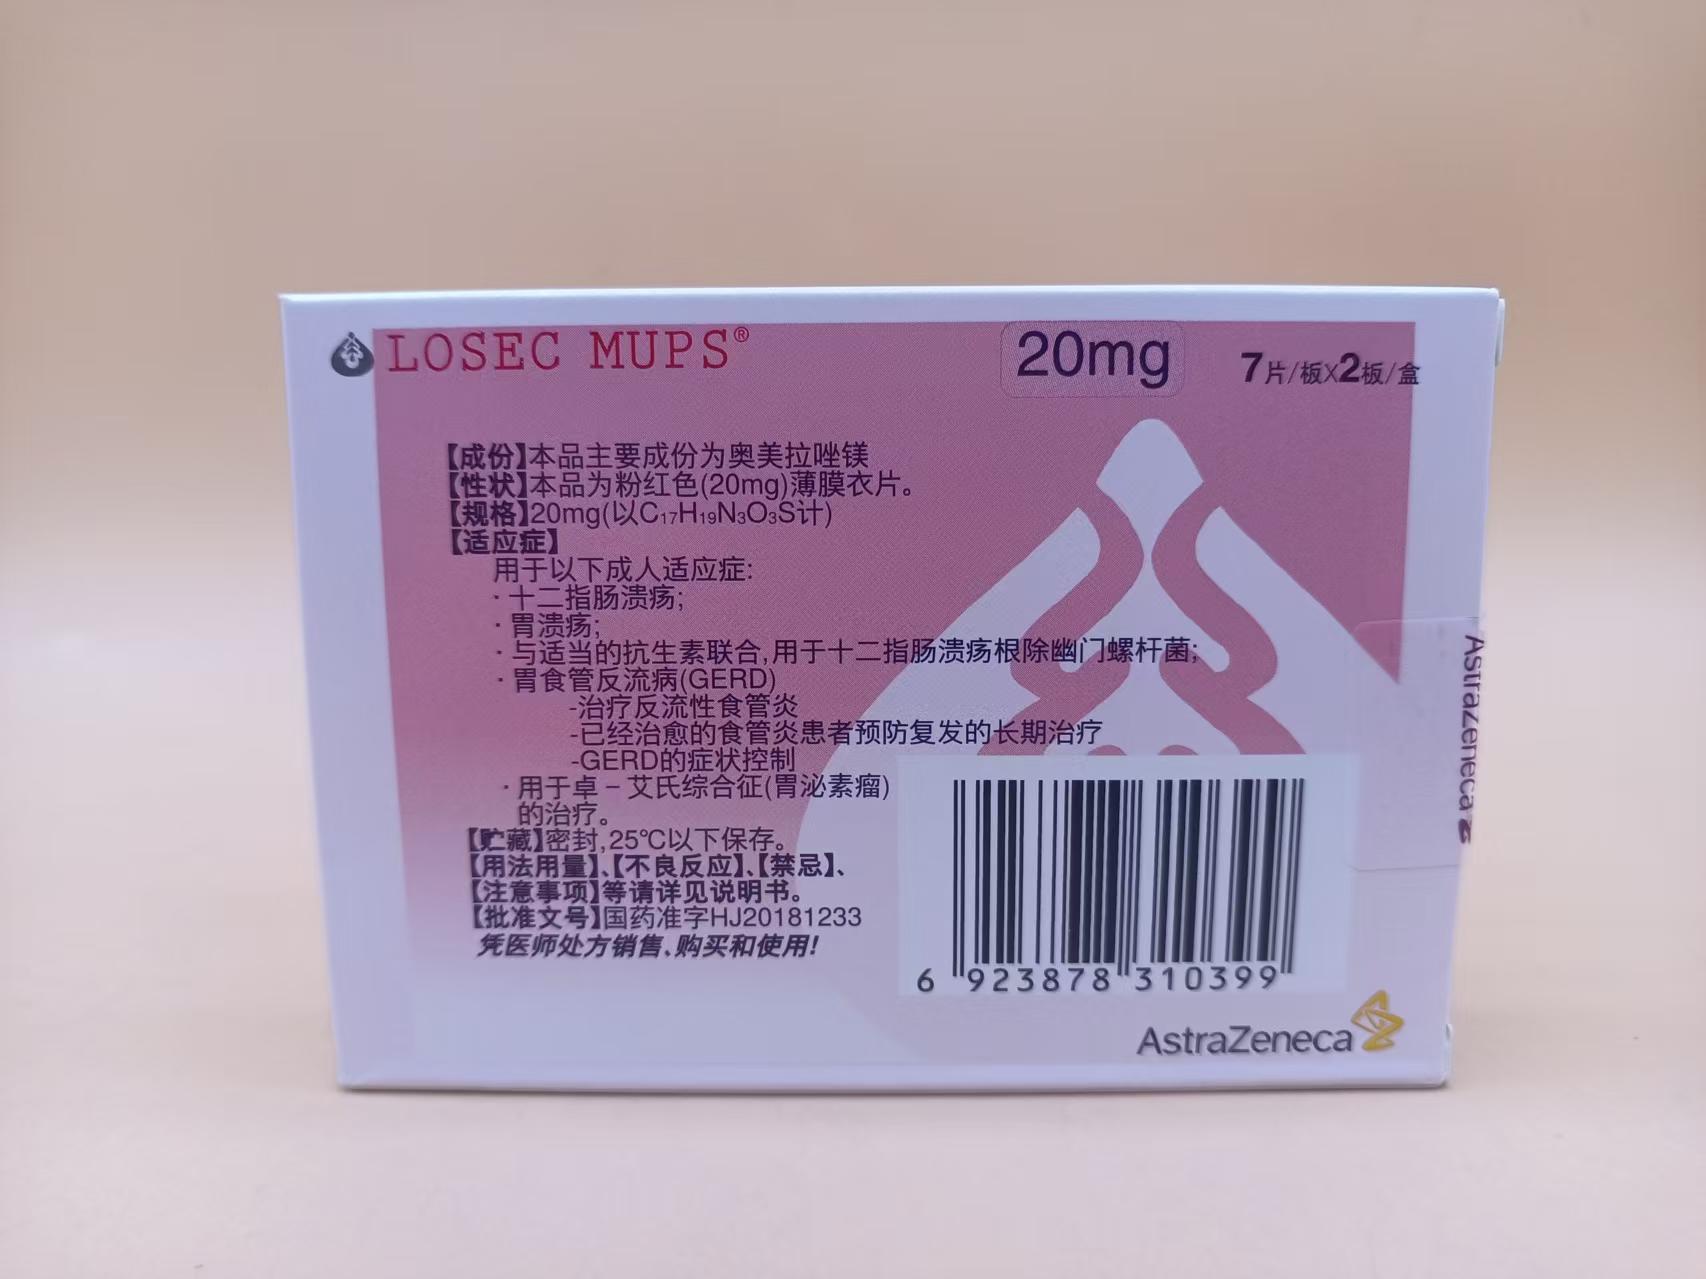 LOSEC MUPS®
20mg
7片/板X2板/盒
【成份】本品主要成份为奥美拉唑镁
【性状】本品为粉红色(20mg)薄膜衣片。
【规格】20mg(以C₁₇H₁₉N₃O₃S计)
【适应症】
用于以下成人适应症:
·十二指肠溃疡;
·胃溃疡;
·与适当的抗生素联合,用于十二指肠溃疡根除幽门螺杆菌;
·胃食管反流病(GERD)
-治疗反流性食管炎
-已经治愈的食管炎患者预防复发的长期治疗
-GERD的症状控制
·用于卓–艾氏综合征(胃泌素瘤)
的治疗。
【贮藏】密封,25℃以下保存。
【用法用量】、【不良反应】、【禁忌】、
【注意事项】等请详见说明书。
【批准文号】国药准字HJ20181233
凭医师处方销售、购买和使用!
6 923878 310399
AstraZeneca
AstraZeneca